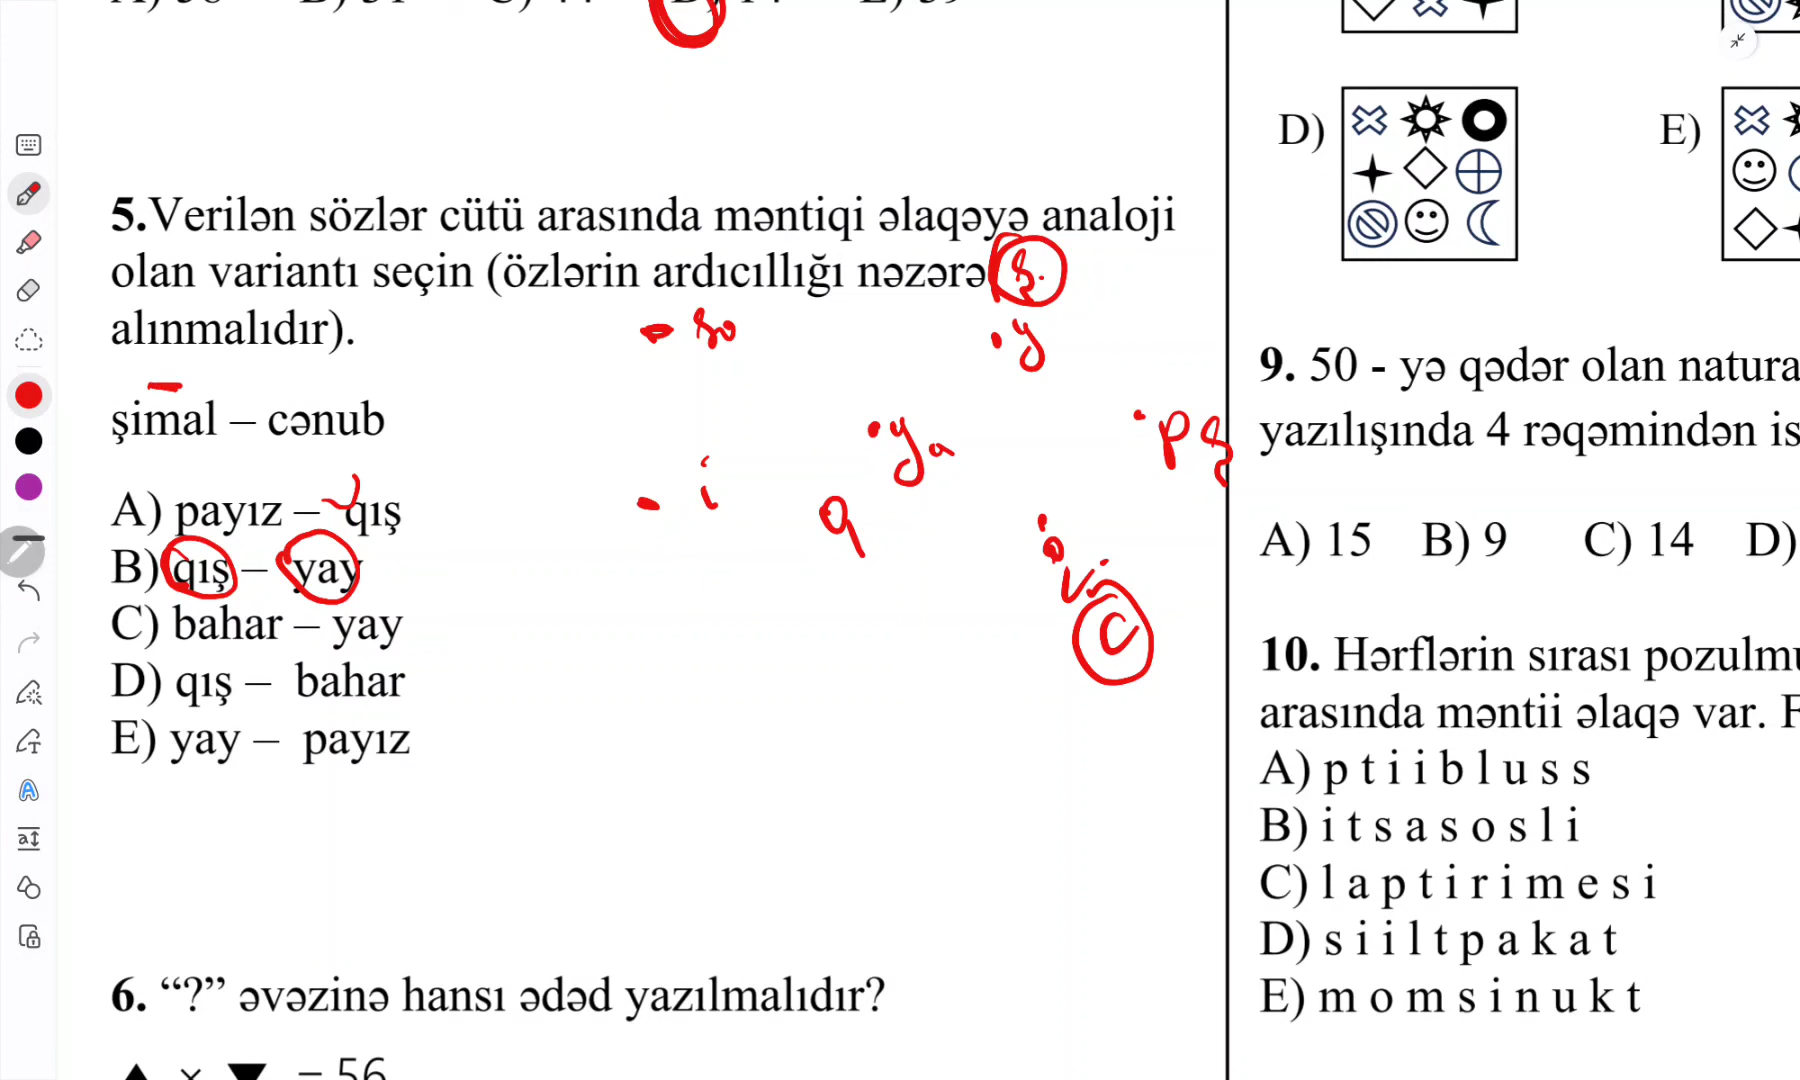 5.Verilən sözlər cütü arasında məntiqi əlaqəyə analoji
olan variantı seçin (özlərin ardıcıllığı nəzərə
alınmalıdır).
şimal – cənub
A) payız – qış
B) qış – yay
C) bahar – yay
D) qış – bahar
E) yay – payız
6. “?” əvəzinə hansı ədəd yazılmalıdır?
= 56
ş.
y
ya
i
q
c
D)
E)
9. 50 - yə qədər olan natura
yazılışında 4 rəqəmindən is
A) 15 B) 9 C) 14 D)
10. Hərflərin sırası pozulmu
arasında məntii əlaqə var. F
A) p t i i b l u s s
B) i t s a s o s l i
C) l a p t i r i m e s i
D) s i i l t p a k a t
E) m o m s i n u k t